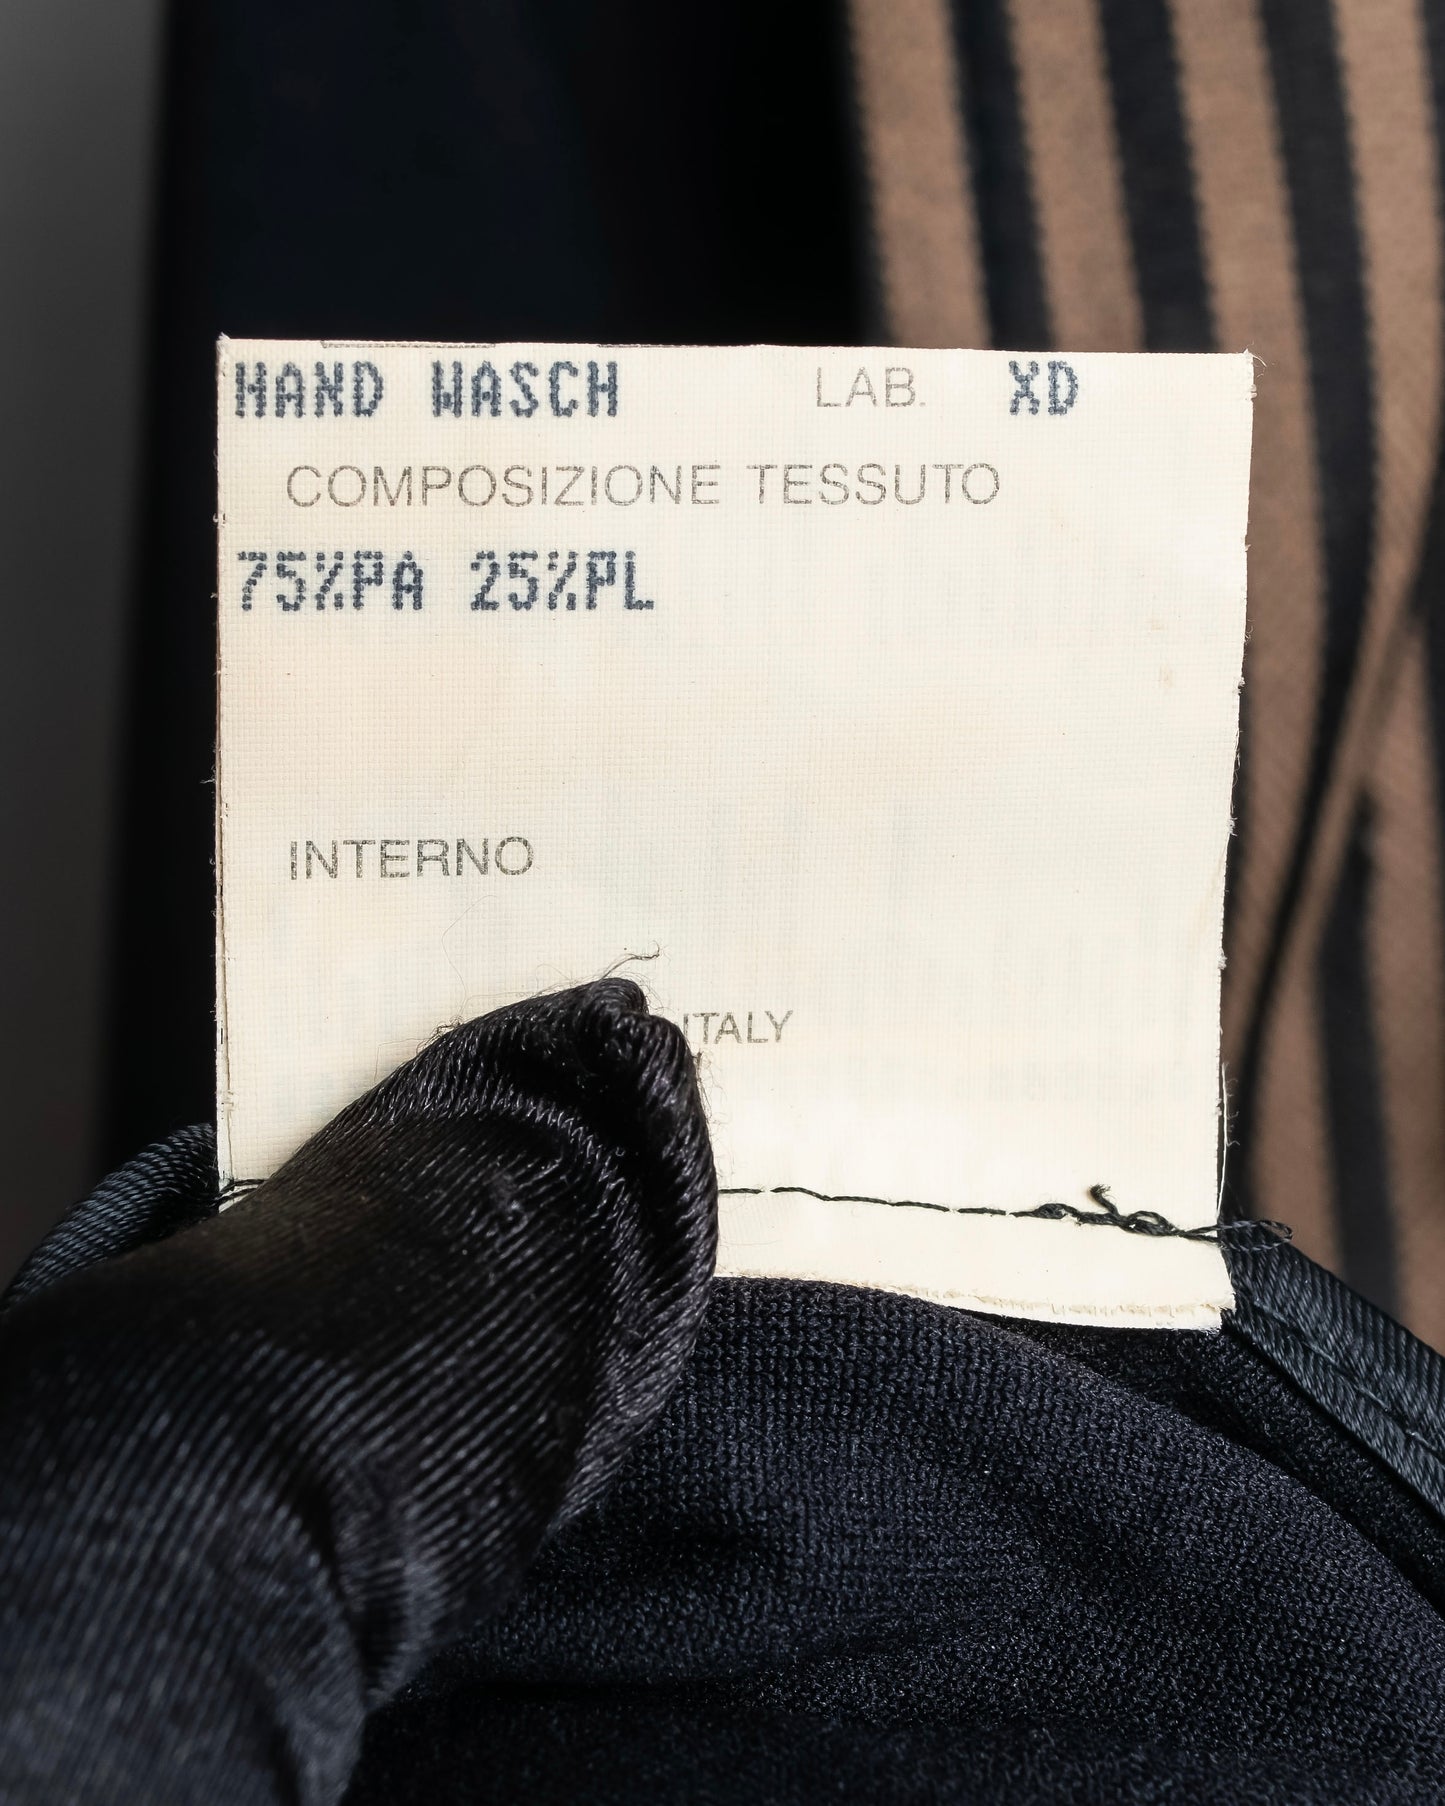 HAND WASCH LAB. XD
COMPOSIZIONE TESSUTO
75%PA 25%PL
INTERNO
ITALY